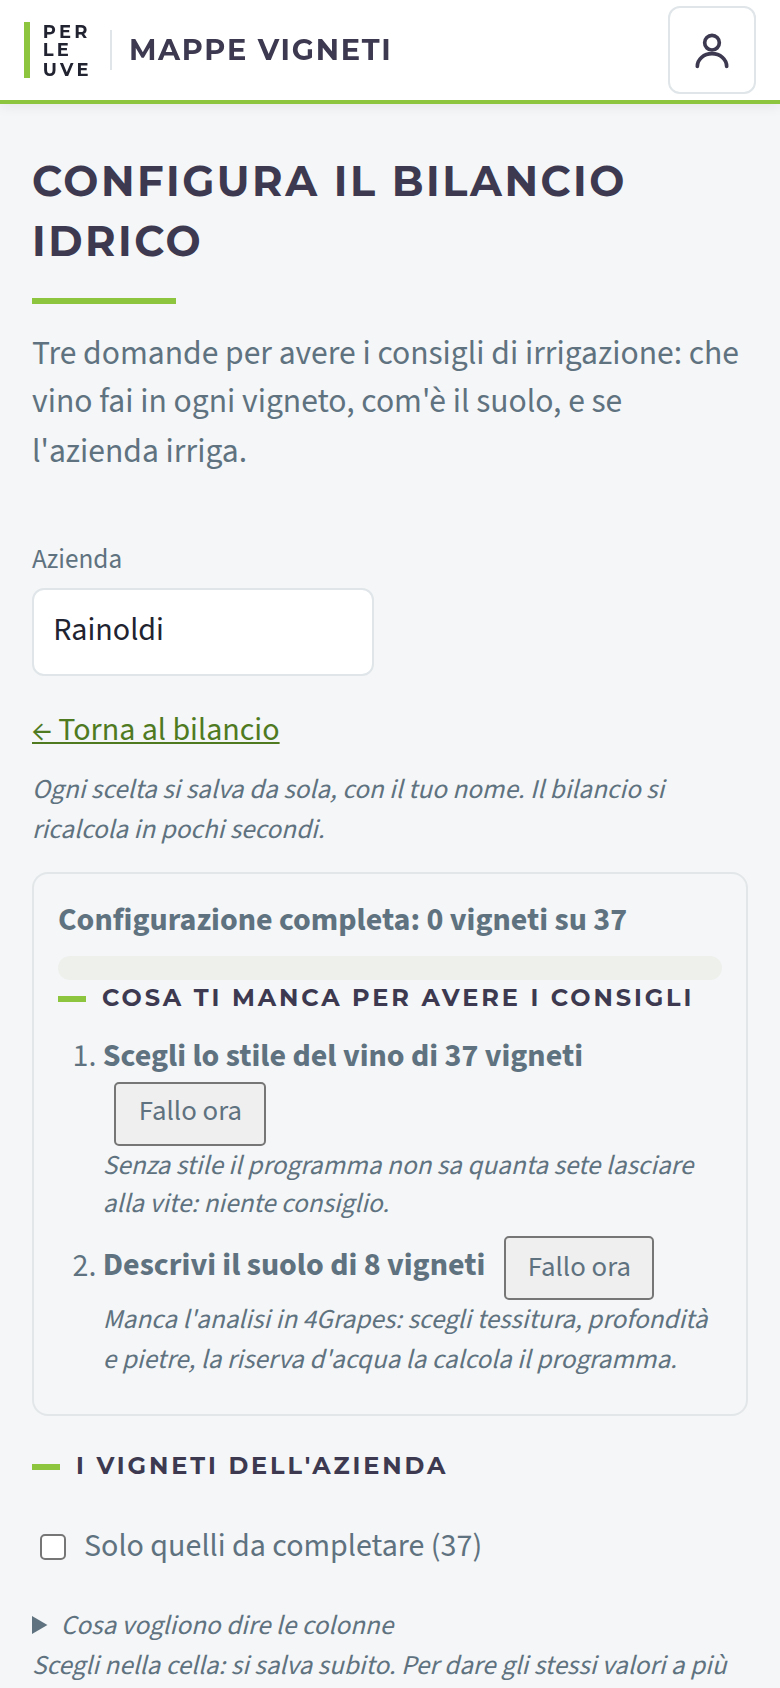 PER
LE
UVE
MAPPE VIGNETI
CONFIGURA IL BILANCIO
IDRICO
Tre domande per avere i consigli di irrigazione: che
vino fai in ogni vigneto, com'è il suolo, e se
l'azienda irriga.
Azienda
Rainoldi
← Torna al bilancio
Ogni scelta si salva da sola, con il tuo nome. Il bilancio si
ricalcola in pochi secondi.
Configurazione completa: 0 vigneti su 37
COSA TI MANCA PER AVERE I CONSIGLI
1. Scegli lo stile del vino di 37 vigneti
Fallo ora
Senza stile il programma non sa quanta sete lasciare
alla vite: niente consiglio.
2. Descrivi il suolo di 8 vigneti Fallo ora
Manca l'analisi in 4Grapes: scegli tessitura, profondità
e pietre, la riserva d'acqua la calcola il programma.
I VIGNETI DELL'AZIENDA
Solo quelli da completare (37)
▶ Cosa vogliono dire le colonne
Scegli nella cella: si salva subito. Per dare gli stessi valori a più